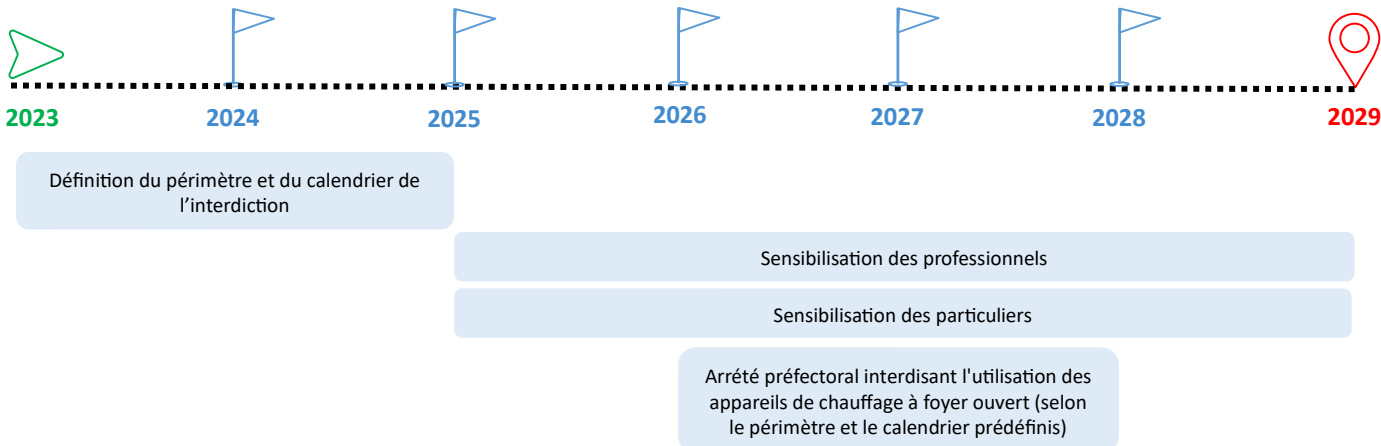 2023
2024
2025
2026
2027
2028
2029
Définition du périmètre et du calendrier de
l’interdiction
Sensibilisation des professionnels
Sensibilisation des particuliers
Arrété préfectoral interdisant l'utilisation des
appareils de chauffage à foyer ouvert (selon
le périmètre et le calendrier prédéfinis)